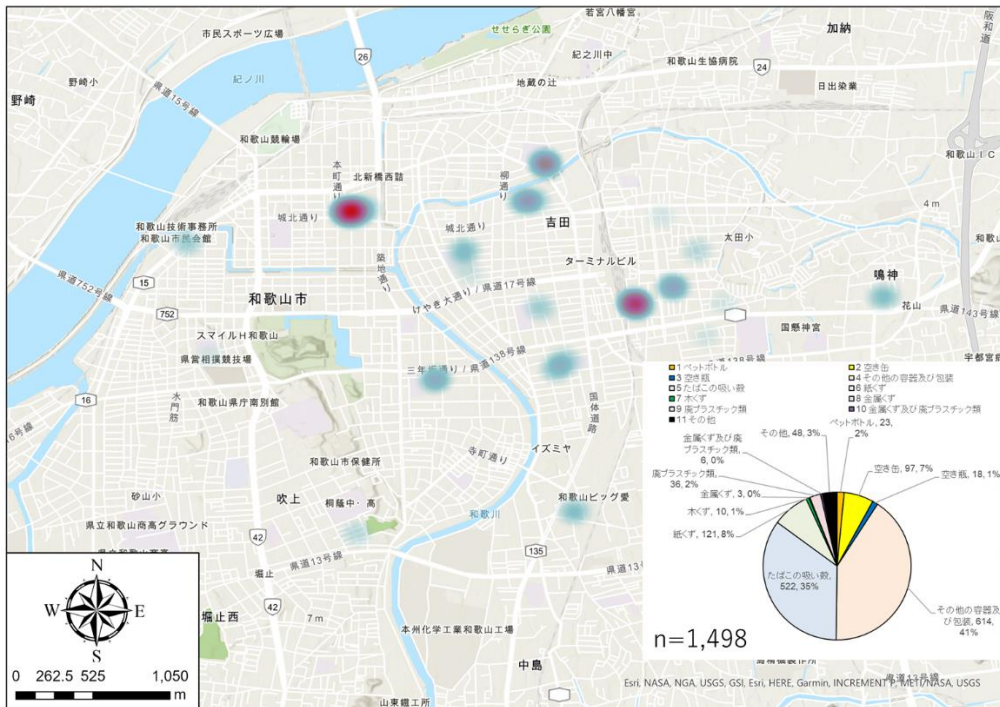 若宮八幡宮
加納
阪和道
市民スポーツ広場
せせらぎ公園
26
紀之川中
和歌山生協病院
24
野崎小
紀ノ川
地蔵の辻
日出染業
野崎
県道15号線
和歌山競輪場
本町通り
北新橋西詰
柳通り
和歌山IC
4 m
城北通り
城北通り
吉田
太田小
和歌山技術事務所
和歌山市民会館
築地通り
ターミナルビル
鳴神
15
県道752号線
和歌山市
けやき大通り / 県道17号線
花山
752
県道143号線
スマイルH和歌山
国懸神宮
県営相撲競技場
三年坂通り / 県道138号線
138号線
16
水門筋
和歌山県庁南別館
国体道路
イズミヤ
寺町通り
和歌山市保健所
砂山小
吹上
桐蔭中・高
和歌川
和歌山ビッグ愛
県立和歌山商高グラウンド
42
県道13号線
135
堀止
42
堀止西
7 m
本州化学工業和歌山工場
中島
山東鐵工所
県道13号線
1 ペットボトル
2 空き缶
3 空き瓶
4 その他の容器及び包装
5 たばこの吸い殻
6 紙くず
7 木くず
8 金属くず
9 廃プラスチック類
10 金属くず及び廃プラスチック類
11 その他
ペットボトル, 23,
2%
その他, 48, 3%
金属くず及び廃
プラスチック類,
6, 0%
空き缶, 97, 7%
空き瓶, 18, 1%
廃プラスチック類,
36, 2%
金属くず, 3, 0%
木くず, 10, 1%
紙くず, 121, 8%
たばこの吸い殻,
522, 35%
その他の容器及
び包装, 614,
41%
n=1,498
N
W
E
S
0 262.5 525 1,050
m
Esri, NASA, NGA, USGS, GSI, Esri, HERE, Garmin, INCREMENT P, METI/NASA, USGS